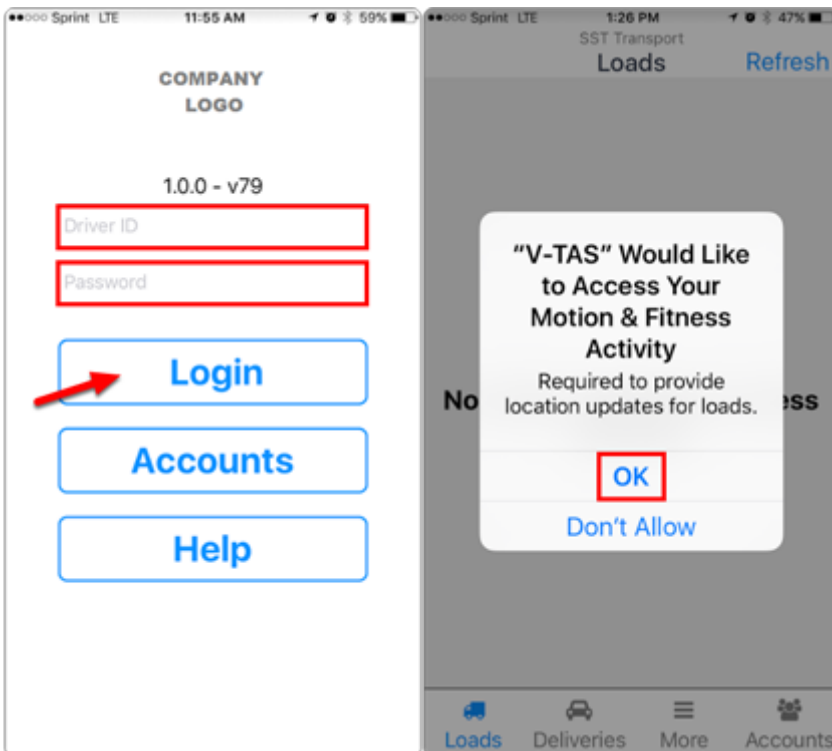 Sprint LTE 11:55 AM 59%
COMPANY
LOGO
1.0.0 - v79
Driver ID
Password
Login
Accounts
Help
Sprint LTE 1:26 PM 47%
SST Transport
Loads Refresh
"V-TAS" Would Like
to Access Your
Motion & Fitness
Activity
Required to provide
location updates for loads.
No ess
OK
Don't Allow
Loads Deliveries More Accounts